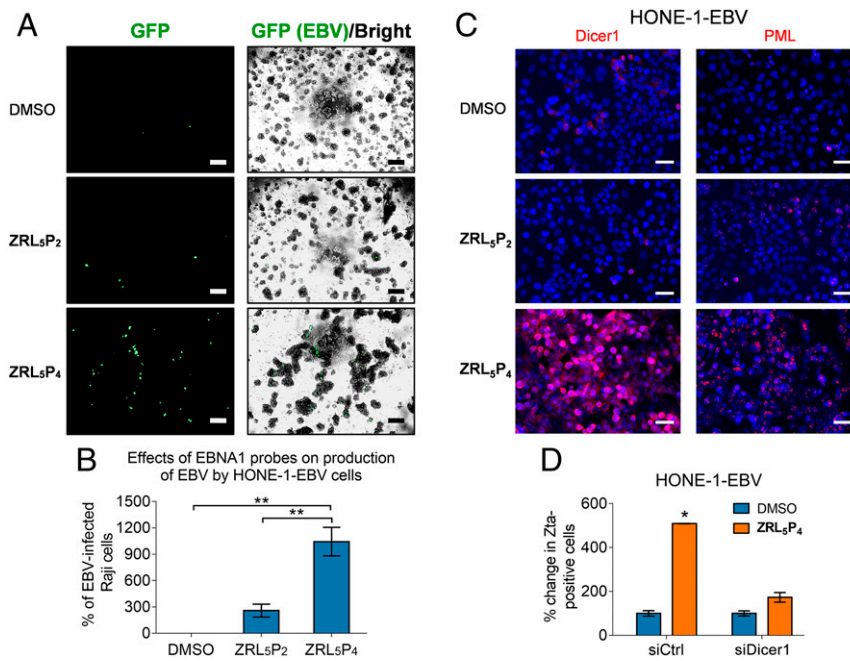 A
GFP
GFP (EBV)/Bright
DMSO
ZRL₅P₂
ZRL₅P₄
B
Effects of EBNA1 probes on production
of EBV by HONE-1-EBV cells
% of EBV-infected
Raji cells
1500
1200
900
600
300
0
**
**
DMSO
ZRL₅P₂
ZRL₅P₄
C
HONE-1-EBV
Dicer1
PML
DMSO
ZRL₅P₂
ZRL₅P₄
D
HONE-1-EBV
% change in Zta-
positive cells
600
400
200
0
*
DMSO
ZRL₅P₄
siCtrl
siDicer1